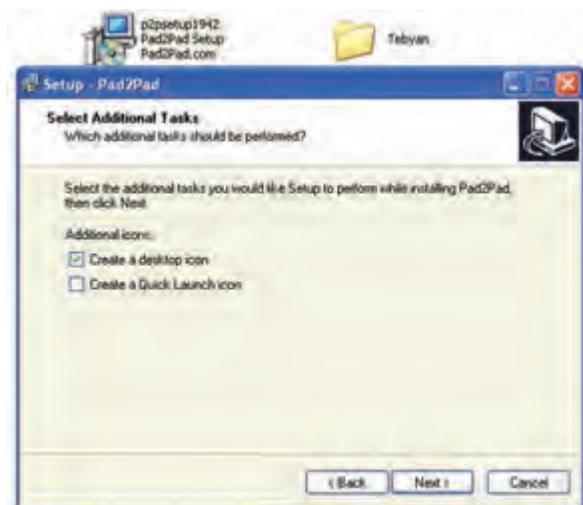 p2psetup1942
Pad2Pad Setup
Pad2Pad.com
Tebyan
Setup - Pad2Pad
Select Additional Tasks
Which additional tasks should be performed?
Select the additional tasks you would like Setup to perform while installing Pad2Pad,
then click Next.
Additional icons:
Create a desktop icon
Create a Quick Launch icon
< Back
Next >
Cancel